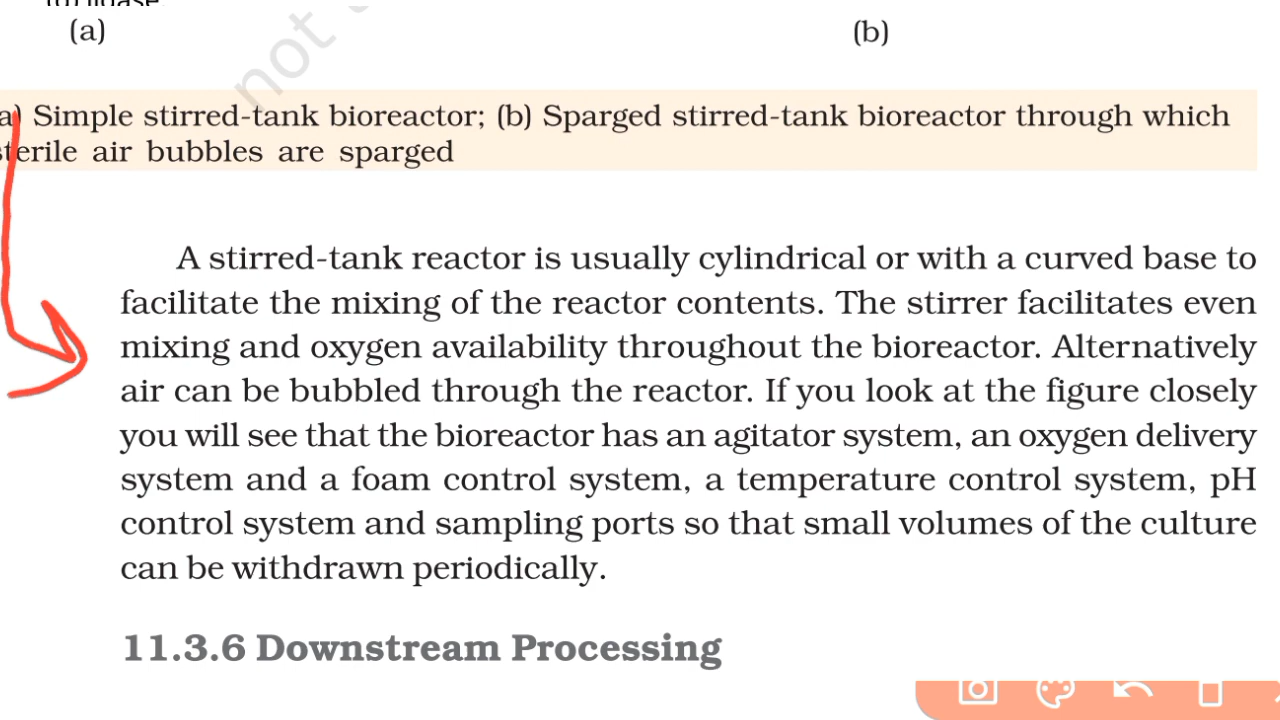 (a) (b)
not
a) Simple stirred-tank bioreactor; (b) Sparged stirred-tank bioreactor through which
sterile air bubbles are sparged
A stirred-tank reactor is usually cylindrical or with a curved base to
facilitate the mixing of the reactor contents. The stirrer facilitates even
mixing and oxygen availability throughout the bioreactor. Alternatively
air can be bubbled through the reactor. If you look at the figure closely
you will see that the bioreactor has an agitator system, an oxygen delivery
system and a foam control system, a temperature control system, pH
control system and sampling ports so that small volumes of the culture
can be withdrawn periodically.
11.3.6 Downstream Processing